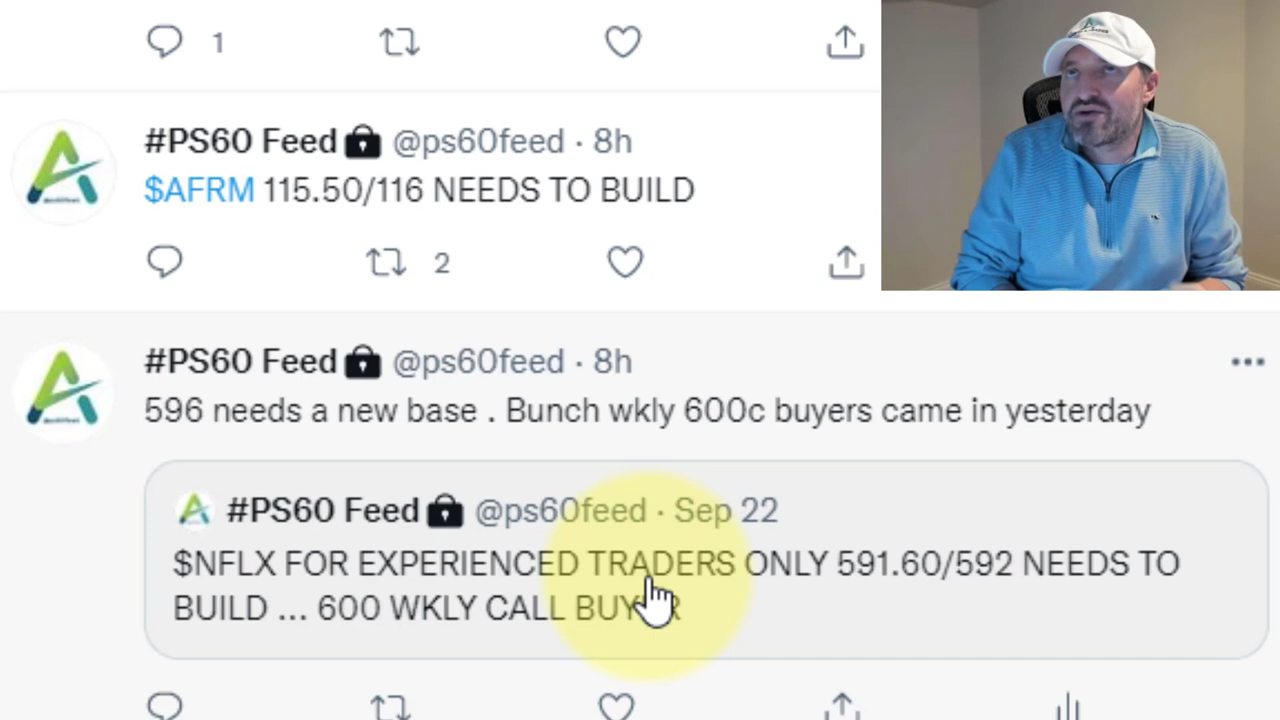 1
#PS60 Feed @ps60feed · 8h
$AFRM 115.50/116 NEEDS TO BUILD
2
#PS60 Feed @ps60feed · 8h
596 needs a new base . Bunch wkly 600c buyers came in yesterday
#PS60 Feed @ps60feed · Sep 22
$NFLX FOR EXPERIENCED TRADERS ONLY 591.60/592 NEEDS TO
BUILD ... 600 WKLY CALL BUYER